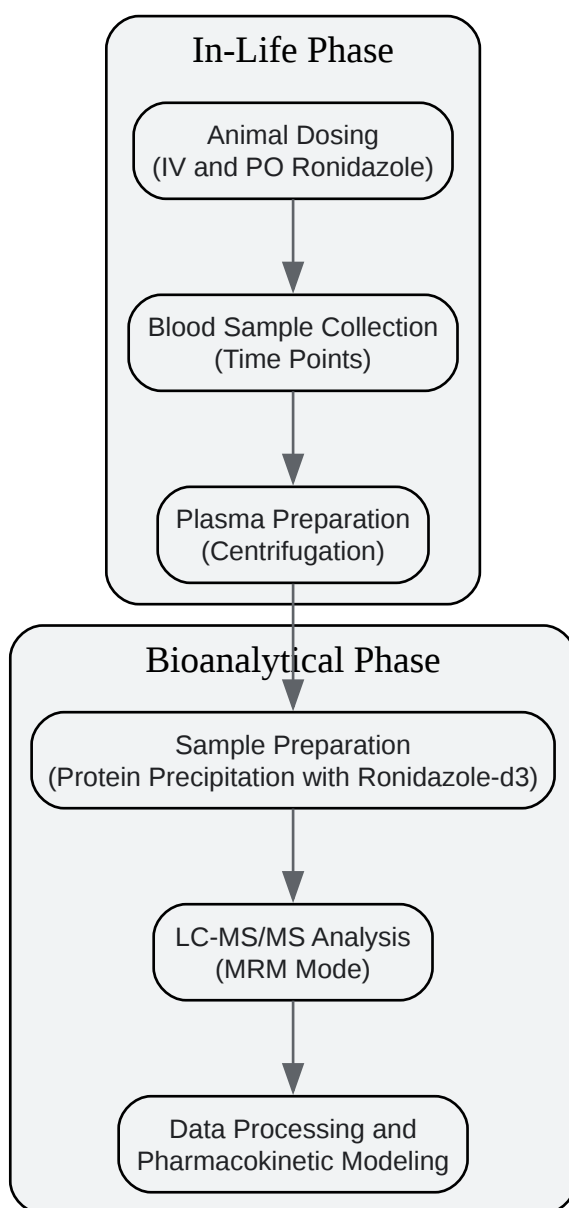 In-Life Phase
Animal Dosing
(IV and PO Ronidazole)
Blood Sample Collection
(Time Points)
Plasma Preparation
(Centrifugation)
Bioanalytical Phase
Sample Preparation
(Protein Precipitation with Ronidazole-d3)
LC-MS/MS Analysis
(MRM Mode)
Data Processing and
Pharmacokinetic Modeling